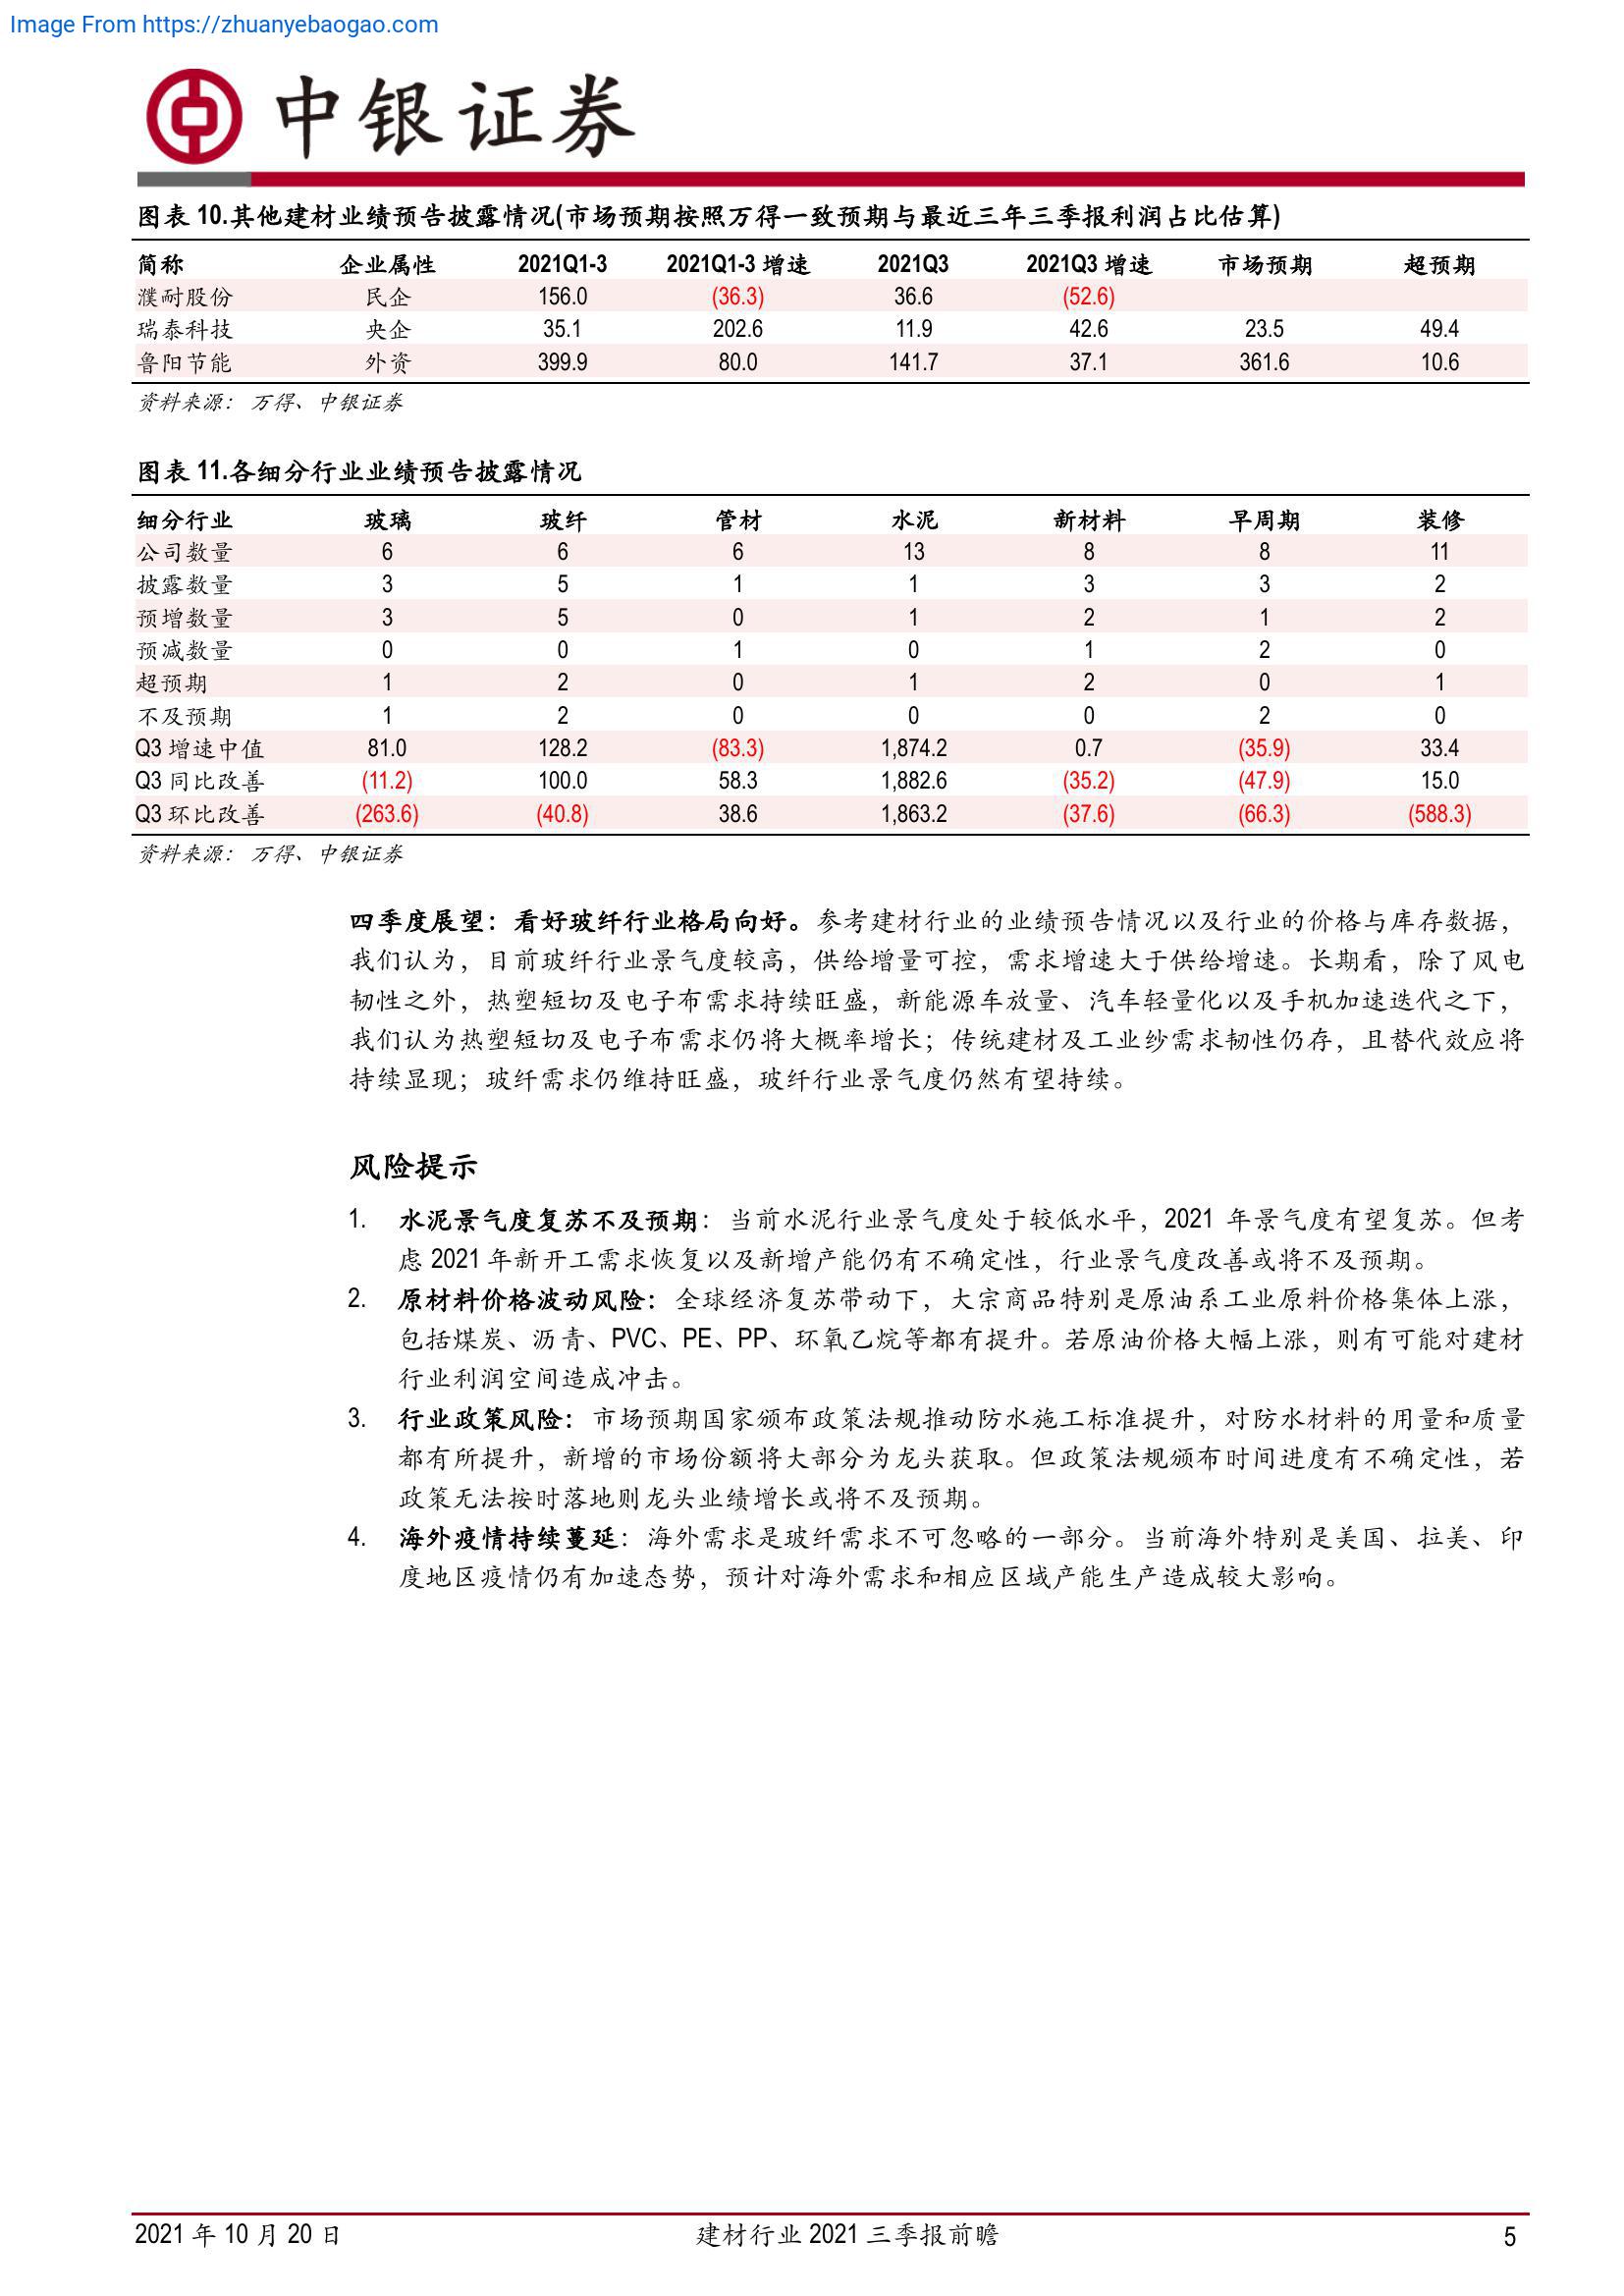 Image From https://zhuanyebaogao.com
中银证券
图表 10.其他建材业绩预告披露情况(市场预期按照万得一致预期与最近三年三季报利润占比估算)
简称 企业属性 2021Q1-3 2021Q1-3 增速 2021Q3 2021Q3 增速 市场预期 超预期
濮耐股份 民企 156.0 (36.3) 36.6 (52.6)
瑞泰科技 央企 35.1 202.6 11.9 42.6 23.5 49.4
鲁阳节能 外资 399.9 80.0 141.7 37.1 361.6 10.6
资料来源： 万得、中银证券
图表 11.各细分行业业绩预告披露情况
细分行业 玻璃 玻纤 管材 水泥 新材料 早周期 装修
公司数量 6 6 6 13 8 8 11
披露数量 3 5 1 1 3 3 2
预增数量 3 5 0 1 2 1 2
预减数量 0 0 1 0 1 2 0
超预期 1 2 0 1 2 0 1
不及预期 1 2 0 0 0 2 0
Q3 增速中值 81.0 128.2 (83.3) 1,874.2 0.7 (35.9) 33.4
Q3 同比改善 (11.2) 100.0 58.3 1,882.6 (35.2) (47.9) 15.0
Q3 环比改善 (263.6) (40.8) 38.6 1,863.2 (37.6) (66.3) (588.3)
资料来源： 万得、中银证券
四季度展望：看好玻纤行业格局向好。参考建材行业的业绩预告情况以及行业的价格与库存数据，
我们认为，目前玻纤行业景气度较高，供给增量可控，需求增速大于供给增速。长期看，除了风电
韧性之外，热塑短切及电子布需求持续旺盛，新能源车放量、汽车轻量化以及手机加速迭代之下，
我们认为热塑短切及电子布需求仍将大概率增长；传统建材及工业纱需求韧性仍存，且替代效应将
持续显现；玻纤需求仍维持旺盛，玻纤行业景气度仍然有望持续。
风险提示
1. 水泥景气度复苏不及预期：当前水泥行业景气度处于较低水平，2021 年景气度有望复苏。但考
虑 2021 年新开工需求恢复以及新增产能仍有不确定性，行业景气度改善或将不及预期。
2. 原材料价格波动风险：全球经济复苏带动下，大宗商品特别是原油系工业原料价格集体上涨，
包括煤炭、沥青、PVC、PE、PP、环氧乙烷等都有提升。若原油价格大幅上涨，则有可能对建材
行业利润空间造成冲击。
3. 行业政策风险：市场预期国家颁布政策法规推动防水施工标准提升，对防水材料的用量和质量
都有所提升，新增的市场份额将大部分为龙头获取。但政策法规颁布时间进度有不确定性，若
政策无法按时落地则龙头业绩增长或将不及预期。
4. 海外疫情持续蔓延：海外需求是玻纤需求不可忽略的一部分。当前海外特别是美国、拉美、印
度地区疫情仍有加速态势，预计对海外需求和相应区域产能生产造成较大影响。
2021 年 10 月 20 日 建材行业 2021 三季报前瞻 5